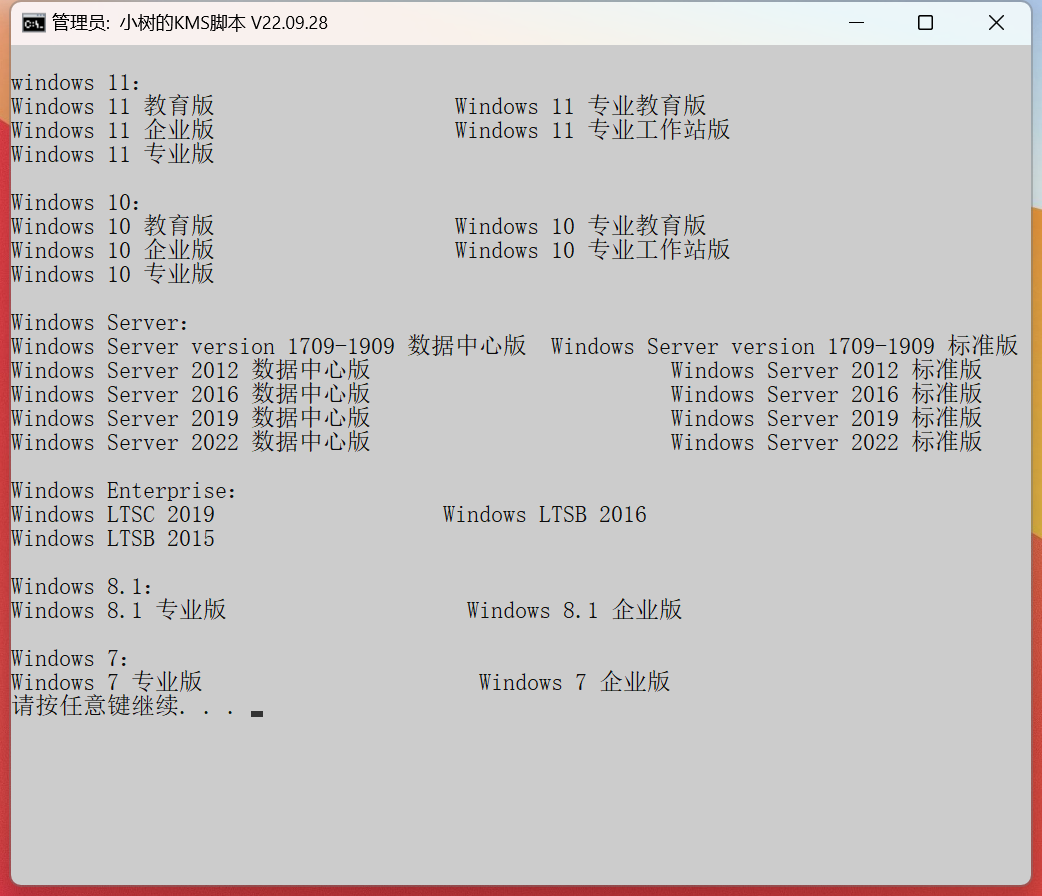 管理员: 小树的KMS脚本 V22.09.28
windows 11:
Windows 11 教育版 Windows 11 专业教育版
Windows 11 企业版 Windows 11 专业工作站版
Windows 11 专业版
Windows 10:
Windows 10 教育版 Windows 10 专业教育版
Windows 10 企业版 Windows 10 专业工作站版
Windows 10 专业版
Windows Server:
Windows Server version 1709-1909 数据中心版 Windows Server version 1709-1909 标准版
Windows Server 2012 数据中心版 Windows Server 2012 标准版
Windows Server 2016 数据中心版 Windows Server 2016 标准版
Windows Server 2019 数据中心版 Windows Server 2019 标准版
Windows Server 2022 数据中心版 Windows Server 2022 标准版
Windows Enterprise:
Windows LTSC 2019 Windows LTSB 2016
Windows LTSB 2015
Windows 8.1:
Windows 8.1 专业版 Windows 8.1 企业版
Windows 7:
Windows 7 专业版 Windows 7 企业版
请按任意键继续. . .